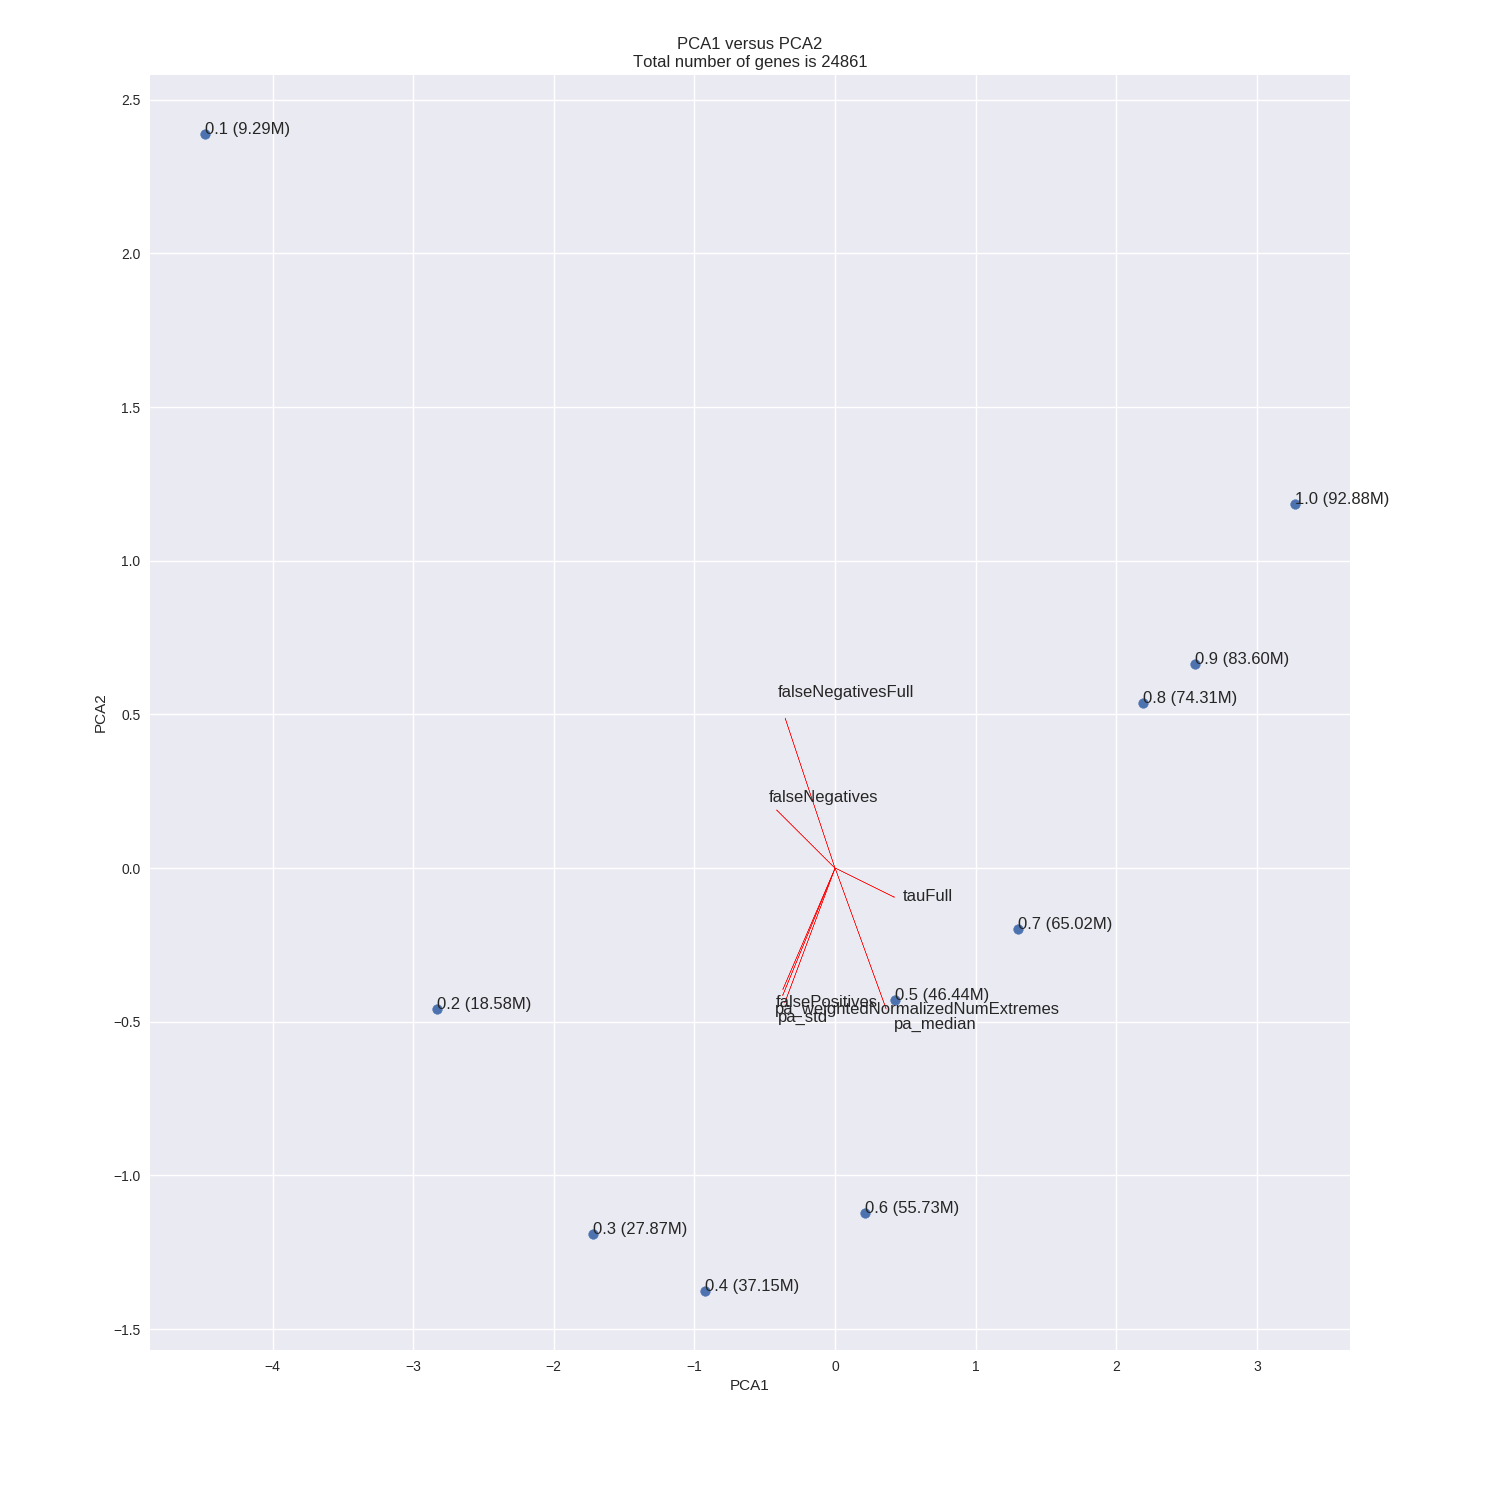 PCA1 versus PCA2
Total number of genes is 24861
2.5
0.1 (9.29M)
2.0
1.5
1.0 (92.88M)
1.0
0.9 (83.60M)
falseNegativesFull
0.8 (74.31M)
PCA2
0.5
falseNegatives
0.0
tauFull
0.7 (65.02M)
0.5 (46.44M)
0.2 (18.58M)
falsePositives
pa_weightedNormalizedNumExtremes
pa_std
−0.5
pa_median
−1.0
0.6 (55.73M)
0.3 (27.87M)
0.4 (37.15M)
−1.5
−4 −3 −2 −1 0 1 2 3
PCA1